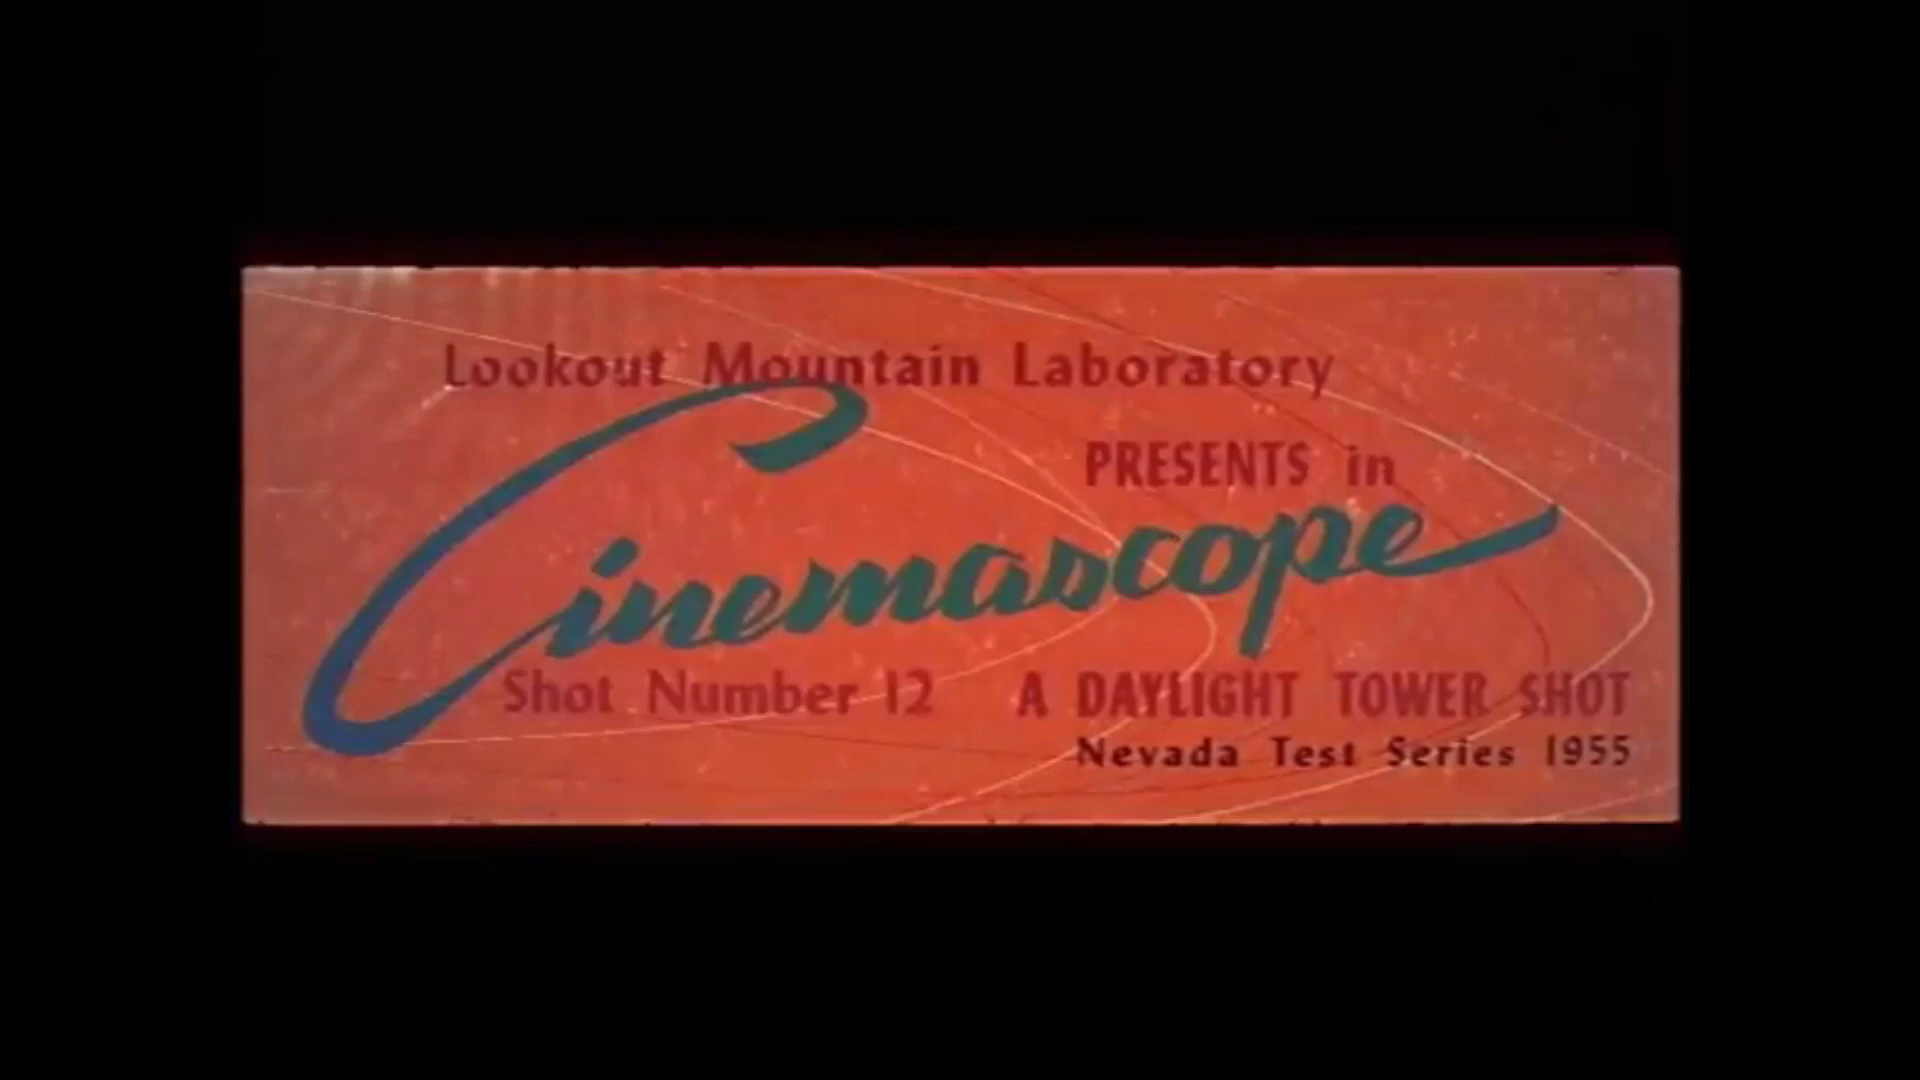 Lookout Mountain Laboratory
PRESENTS in
Cinemascope
Shot Number 12 A DAYLIGHT TOWER SHOT
Nevada Test Series 1955